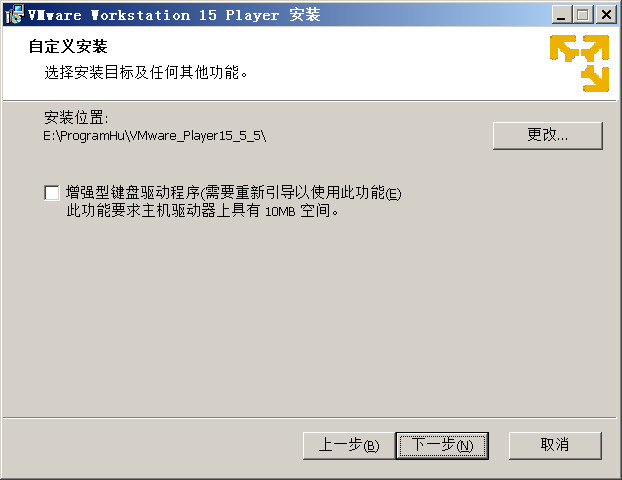 VMware Workstation 15 Player 安装
自定义安装
选择安装目标及任何其他功能。
安装位置:
E:\ProgramHu\VMware_Player15_5_5\
更改...
增强型键盘驱动程序(需要重新引导以使用此功能(E)
此功能要求主机驱动器上具有 10MB 空间。
上一步(B) 下一步(N) 取消